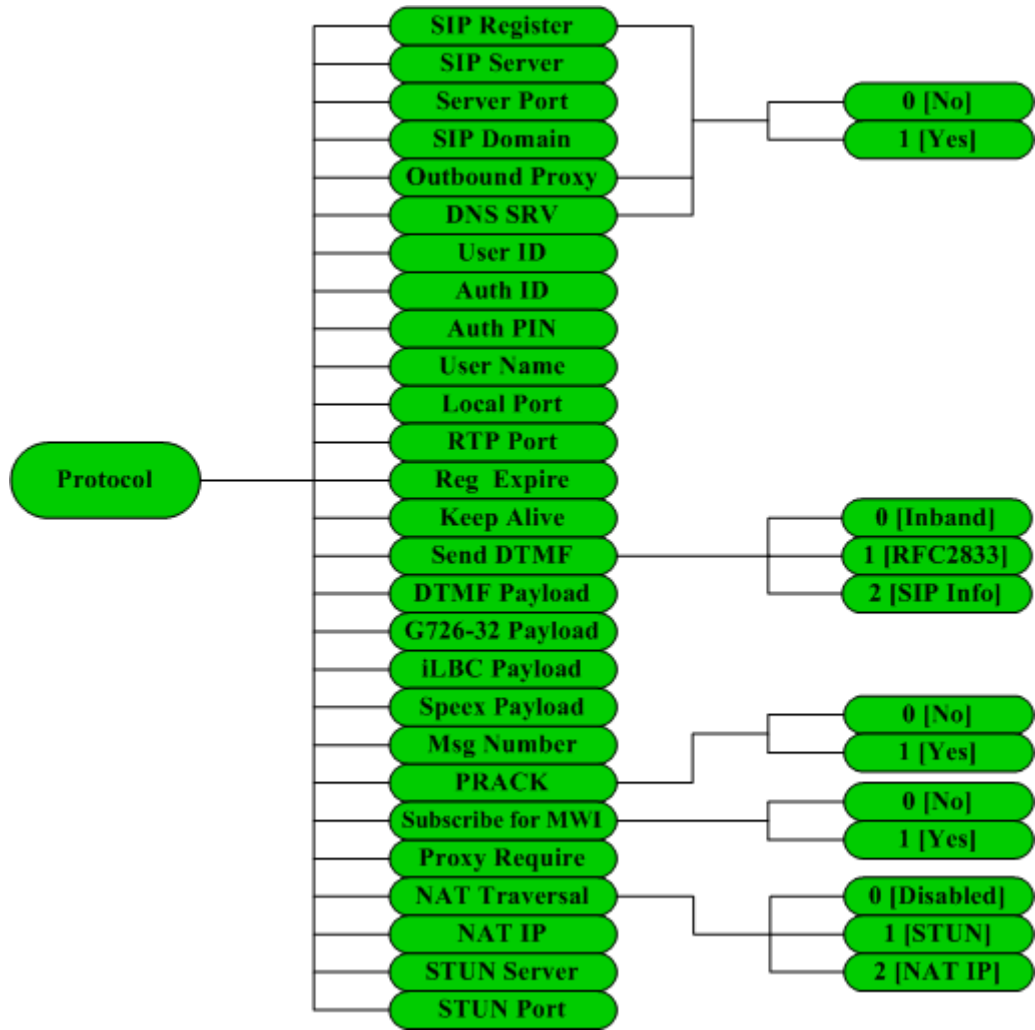 SIP Register
SIP Server
Server Port
SIP Domain
Outbound Proxy
DNS SRV
User ID
Auth ID
Auth PIN
User Name
Local Port
RTP Port
Protocol
Reg Expire
Keep Alive
Send DTMF
DTMF Payload
G726-32 Payload
iLBC Payload
Speex Payload
Msg Number
PRACK
Subscribe for MWI
Proxy Require
NAT Traversal
NAT IP
STUN Server
STUN Port
0 [No]
1 [Yes]
0 [Inband]
1 [RFC2833]
2 [SIP Info]
0 [No]
1 [Yes]
0 [No]
1 [Yes]
0 [Disabled]
1 [STUN]
2 [NAT IP]